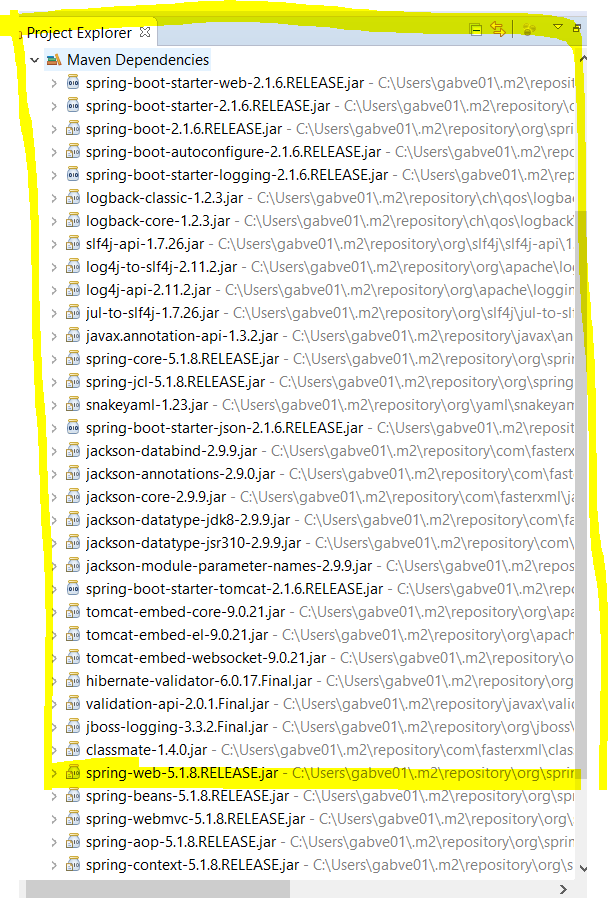 Project Explorer
Maven Dependencies
spring-boot-starter-web-2.1.6.RELEASE.jar - C:\Users\gabve01\.m2\reposit
spring-boot-starter-2.1.6.RELEASE.jar - C:\Users\gabve01\.m2\repository\o
spring-boot-2.1.6.RELEASE.jar - C:\Users\gabve01\.m2\repository\org\spri
spring-boot-autoconfigure-2.1.6.RELEASE.jar - C:\Users\gabve01\.m2\repo
spring-boot-starter-logging-2.1.6.RELEASE.jar - C:\Users\gabve01\.m2\rep
logback-classic-1.2.3.jar - C:\Users\gabve01\.m2\repository\ch\qos\logba
logback-core-1.2.3.jar - C:\Users\gabve01\.m2\repository\ch\qos\logback
slf4j-api-1.7.26.jar - C:\Users\gabve01\.m2\repository\org\slf4j\slf4j-api\1
log4j-to-slf4j-2.11.2.jar - C:\Users\gabve01\.m2\repository\org\apache\log
log4j-api-2.11.2.jar - C:\Users\gabve01\.m2\repository\org\apache\loggin
jul-to-slf4j-1.7.26.jar - C:\Users\gabve01\.m2\repository\org\slf4j\jul-to-sl
javax.annotation-api-1.3.2.jar - C:\Users\gabve01\.m2\repository\javax\an
spring-core-5.1.8.RELEASE.jar - C:\Users\gabve01\.m2\repository\org\sprin
spring-jcl-5.1.8.RELEASE.jar - C:\Users\gabve01\.m2\repository\org\spring
snakeyaml-1.23.jar - C:\Users\gabve01\.m2\repository\org\yaml\snakeyam
spring-boot-starter-json-2.1.6.RELEASE.jar - C:\Users\gabve01\.m2\reposit
jackson-databind-2.9.9.jar - C:\Users\gabve01\.m2\repository\com\fasterx
jackson-annotations-2.9.0.jar - C:\Users\gabve01\.m2\repository\com\fast
jackson-core-2.9.9.jar - C:\Users\gabve01\.m2\repository\com\fasterxml\ja
jackson-datatype-jdk8-2.9.9.jar - C:\Users\gabve01\.m2\repository\com\fa
jackson-datatype-jsr310-2.9.9.jar - C:\Users\gabve01\.m2\repository\com\
jackson-module-parameter-names-2.9.9.jar - C:\Users\gabve01\.m2\repos
spring-boot-starter-tomcat-2.1.6.RELEASE.jar - C:\Users\gabve01\.m2\repo
tomcat-embed-core-9.0.21.jar - C:\Users\gabve01\.m2\repository\org\apa
tomcat-embed-el-9.0.21.jar - C:\Users\gabve01\.m2\repository\org\apach
tomcat-embed-websocket-9.0.21.jar - C:\Users\gabve01\.m2\repository\o
hibernate-validator-6.0.17.Final.jar - C:\Users\gabve01\.m2\repository\org
validation-api-2.0.1.Final.jar - C:\Users\gabve01\.m2\repository\javax\valid
jboss-logging-3.3.2.Final.jar - C:\Users\gabve01\.m2\repository\org\jboss\
classmate-1.4.0.jar - C:\Users\gabve01\.m2\repository\com\fasterxml\class
spring-web-5.1.8.RELEASE.jar - C:\Users\gabve01\.m2\repository\org\sprin
spring-beans-5.1.8.RELEASE.jar - C:\Users\gabve01\.m2\repository\org\spri
spring-webmvc-5.1.8.RELEASE.jar - C:\Users\gabve01\.m2\repository\org\
spring-aop-5.1.8.RELEASE.jar - C:\Users\gabve01\.m2\repository\org\sprin
spring-context-5.1.8.RELEASE.jar - C:\Users\gabve01\.m2\repository\org\s